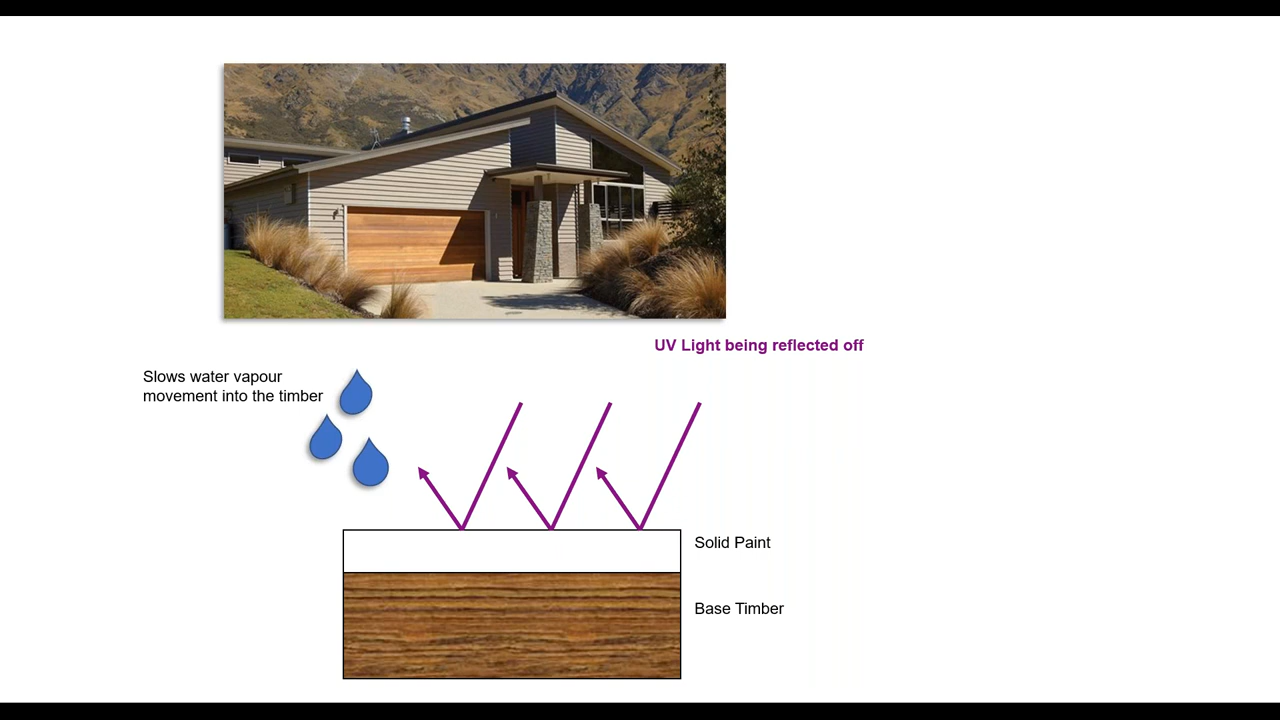 UV Light being reflected off
Slows water vapour
movement into the timber
Solid Paint
Base Timber